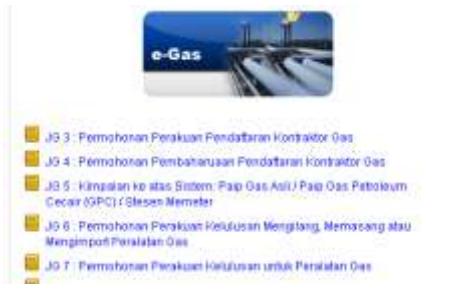 e-Gas
JG 3 : Permohonan Perakuan Pendaftaran Kontraktor Gas
JG 4 : Permohonan Pembaharuaan Pendaftaran Kontraktor Gas
JG 5 : Kimpalan ke atas Sistem: Paip Gas Asli / Paip Gas Petroleum
Cecair (GPC) / Stesen Memeter
JG 6 : Permohonan Perakuan Kelulusan Mengilang, Memasang atau
Mengimport Peralatan Gas
JG 7 : Permohonan Perakuan Kelulusan untuk Peralatan Gas